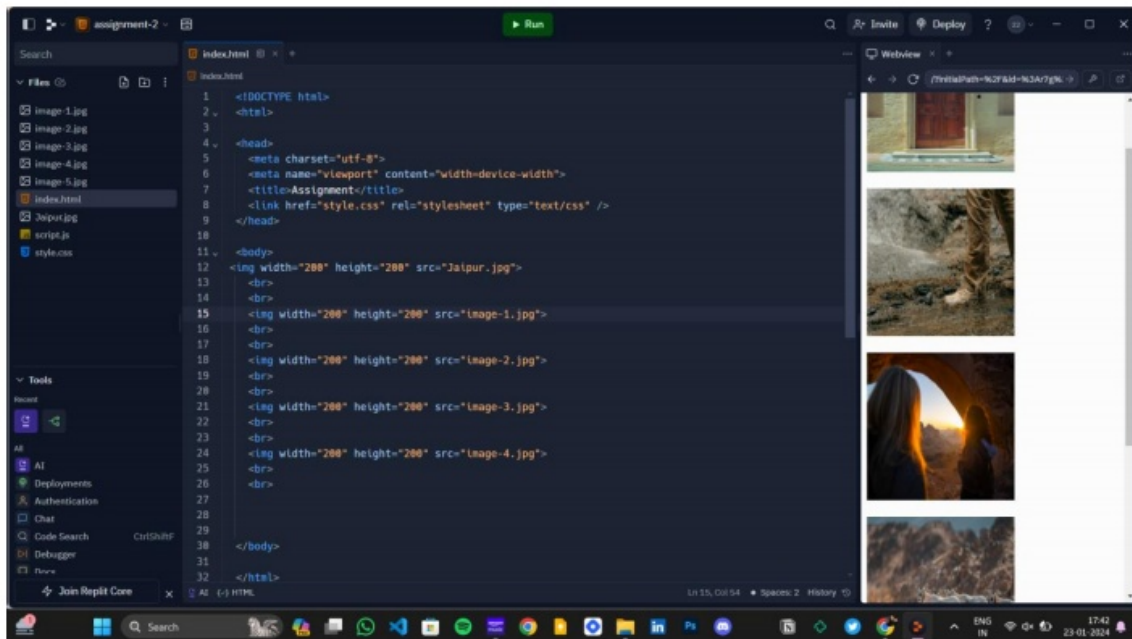 assignment-2
Run
Invite
Deploy
?
Search
Files
image-1.jpg
image-2.jpg
image-3.jpg
image-4.jpg
image-5.jpg
index.html
Jaipur.jpg
script.js
style.css
Tools
Recent
All
AI
Deployments
Authentication
Chat
Code Search CtrlShiftF
Debugger
Docs
Join Replit Core
index.html
index.html
1 <!DOCTYPE html>
2 <html>
3
4 <head>
5 <meta charset="utf-8">
6 <meta name="viewport" content="width=device-width">
7 <title>Assignment</title>
8 <link href="style.css" rel="stylesheet" type="text/css" />
9 </head>
10
11 <body>
12 <img width="200" height="200" src="Jaipur.jpg">
13 <br>
14 <br>
15 <img width="200" height="200" src="image-1.jpg">
16 <br>
17 <br>
18 <img width="200" height="200" src="image-2.jpg">
19 <br>
20 <br>
21 <img width="200" height="200" src="image-3.jpg">
22 <br>
23 <br>
24 <img width="200" height="200" src="image-4.jpg">
25 <br>
26 <br>
27
28
29
30 </body>
31
32 </html>
AI {-} HTML
Ln 15, Col 54 Spaces: 2 History
Webview
Search
ENG
IN
17:42
23-01-2024